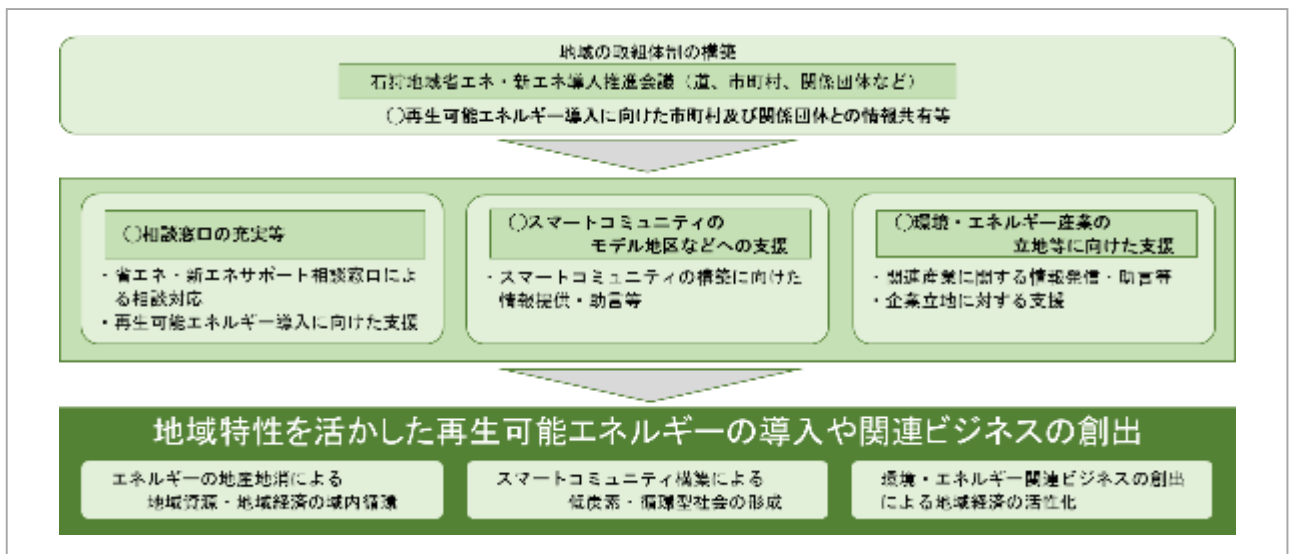 地域の取組体制の構築
石狩地域省エネ・新エネ導入推進会議（道、市町村、関係団体など）
○再生可能エネルギー導入に向けた市町村及び関係団体との情報共有等
○相談窓口の充実等
・省エネ・新エネサポート相談窓口によ
る相談対応
・再生可能エネルギー導入に向けた支援
○スマートコミュニティの
モデル地区などへの支援
・スマートコミュニティの構築に向けた
情報提供・助言等
○環境・エネルギー産業の
立地等に向けた支援
・関連産業に関する情報発信・助言等
・企業立地に対する支援
地域特性を活かした再生可能エネルギーの導入や関連ビジネスの創出
エネルギーの地産地消による
地域資源・地域経済の域内循環
スマートコミュニティ構築による
低炭素・循環型社会の形成
環境・エネルギー関連ビジネスの創出
による地域経済の活性化